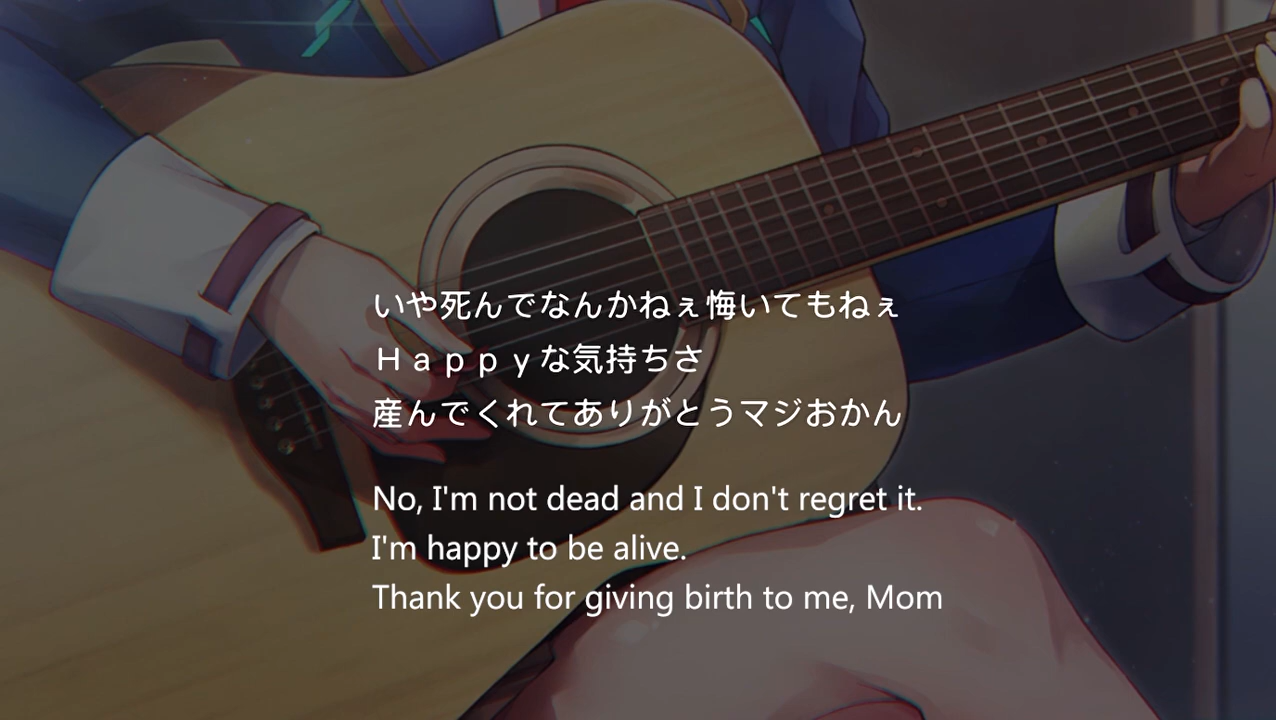 いや死んでなんかねぇ悔いてもねぇ
Ｈａｐｐｙな気持ちさ
産んでくれてありがとうマジおかん
No, I'm not dead and I don't regret it.
I'm happy to be alive.
Thank you for giving birth to me, Mom